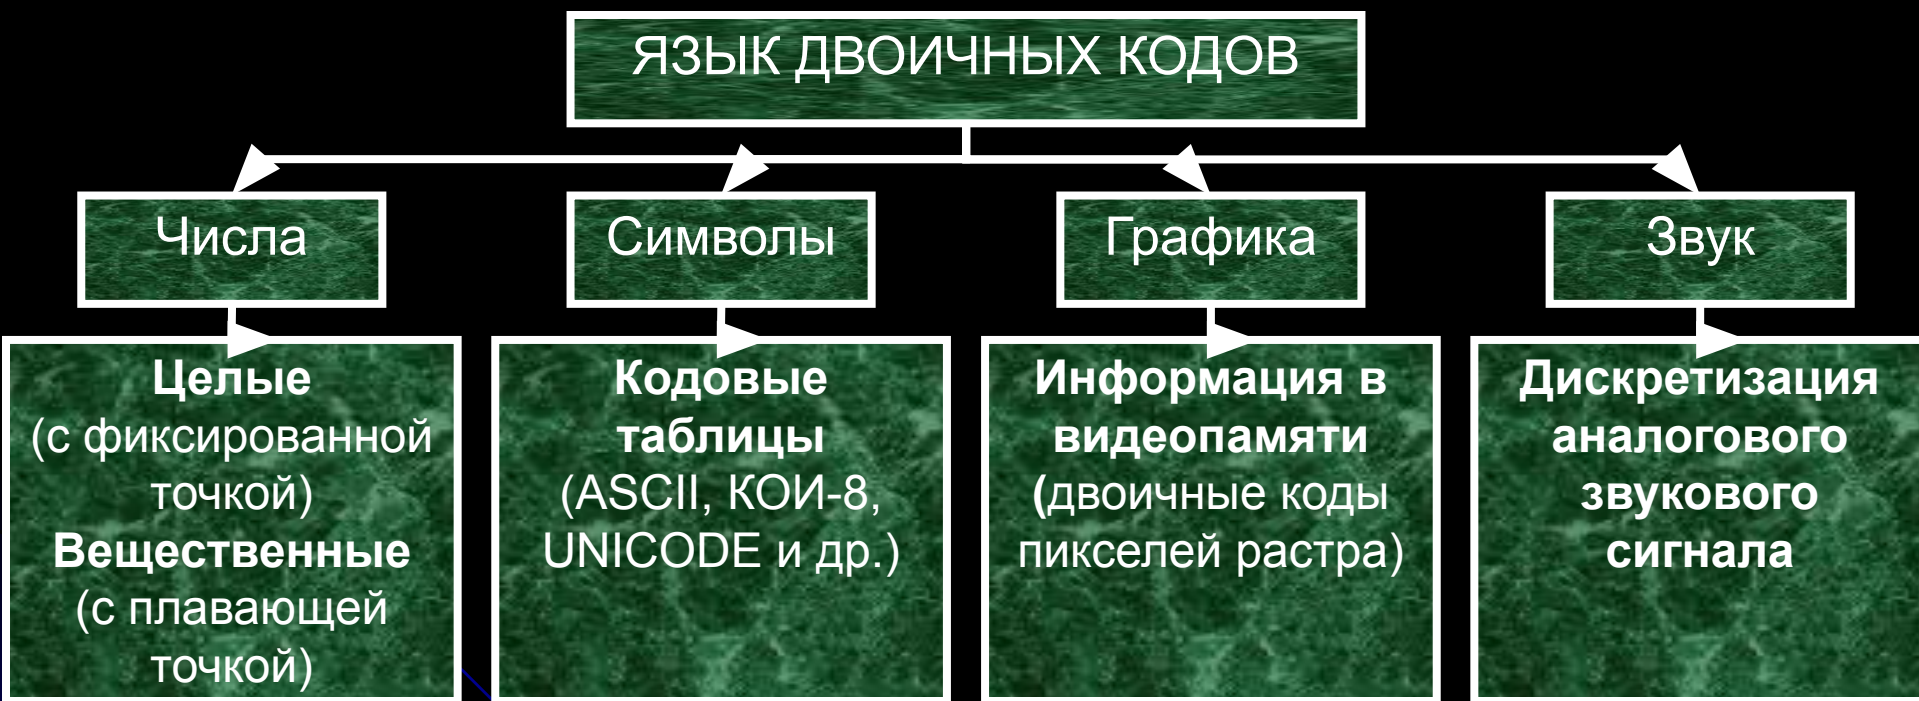 ЯЗЫК ДВОИЧНЫХ КОДОВ
Числа
Символы
Графика
Звук
Целые
(с фиксированной
точкой)
Вещественные
(с плавающей
точкой)
Кодовые
таблицы
(ASCII, КОИ-8,
UNICODE и др.)
Информация в
видеопамяти
(двоичные коды
пикселей растра)
Дискретизация
аналогового
звукового
сигнала